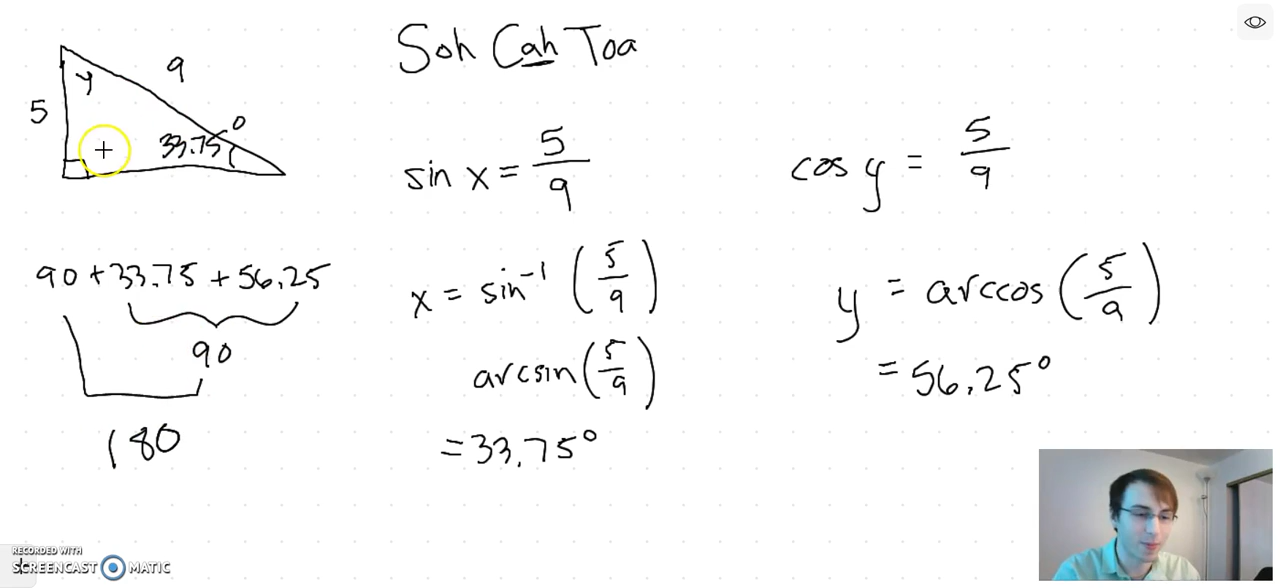 Soh Cah Toa
y
9
5
33.75°
sin x = 5/9
cos y = 5/9
90 + 33.75 + 56.25
90
180
x = sin⁻¹ (5/9)
arcsin (5/9)
= 33.75°
y = arccos (5/9)
= 56.25°
RECORDED WITH
SCREENCAST MATIC